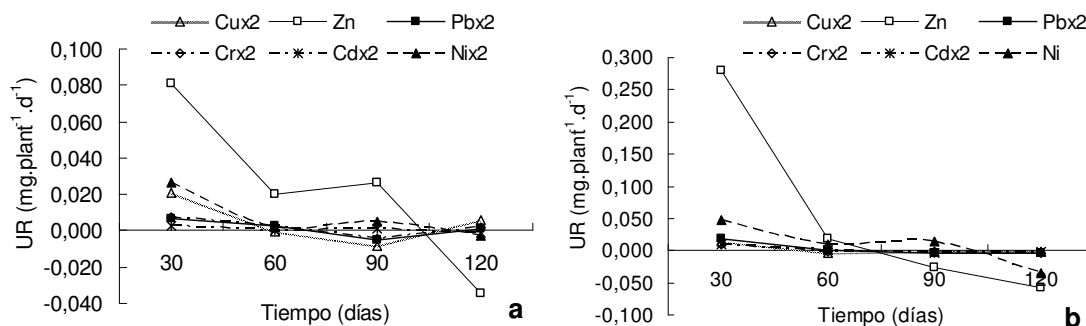 Cux2 Zn Pbx2
Crx2 Cdx2 Nix2
0,100
0,080
0,060
0,040
0,020
0,000
-0,020
-0,040
UR (mg.plant⁻¹.d⁻¹)
30 60 90 120
Tiempo (días)
a
Cux2 Zn Pbx2
Crx2 Cdx2 Ni
0,300
0,250
0,200
0,150
0,100
0,050
0,000
-0,050
-0,100
UR (mg.plant¹.d⁻¹)
30 60 90 120
Tiempo (días)
b